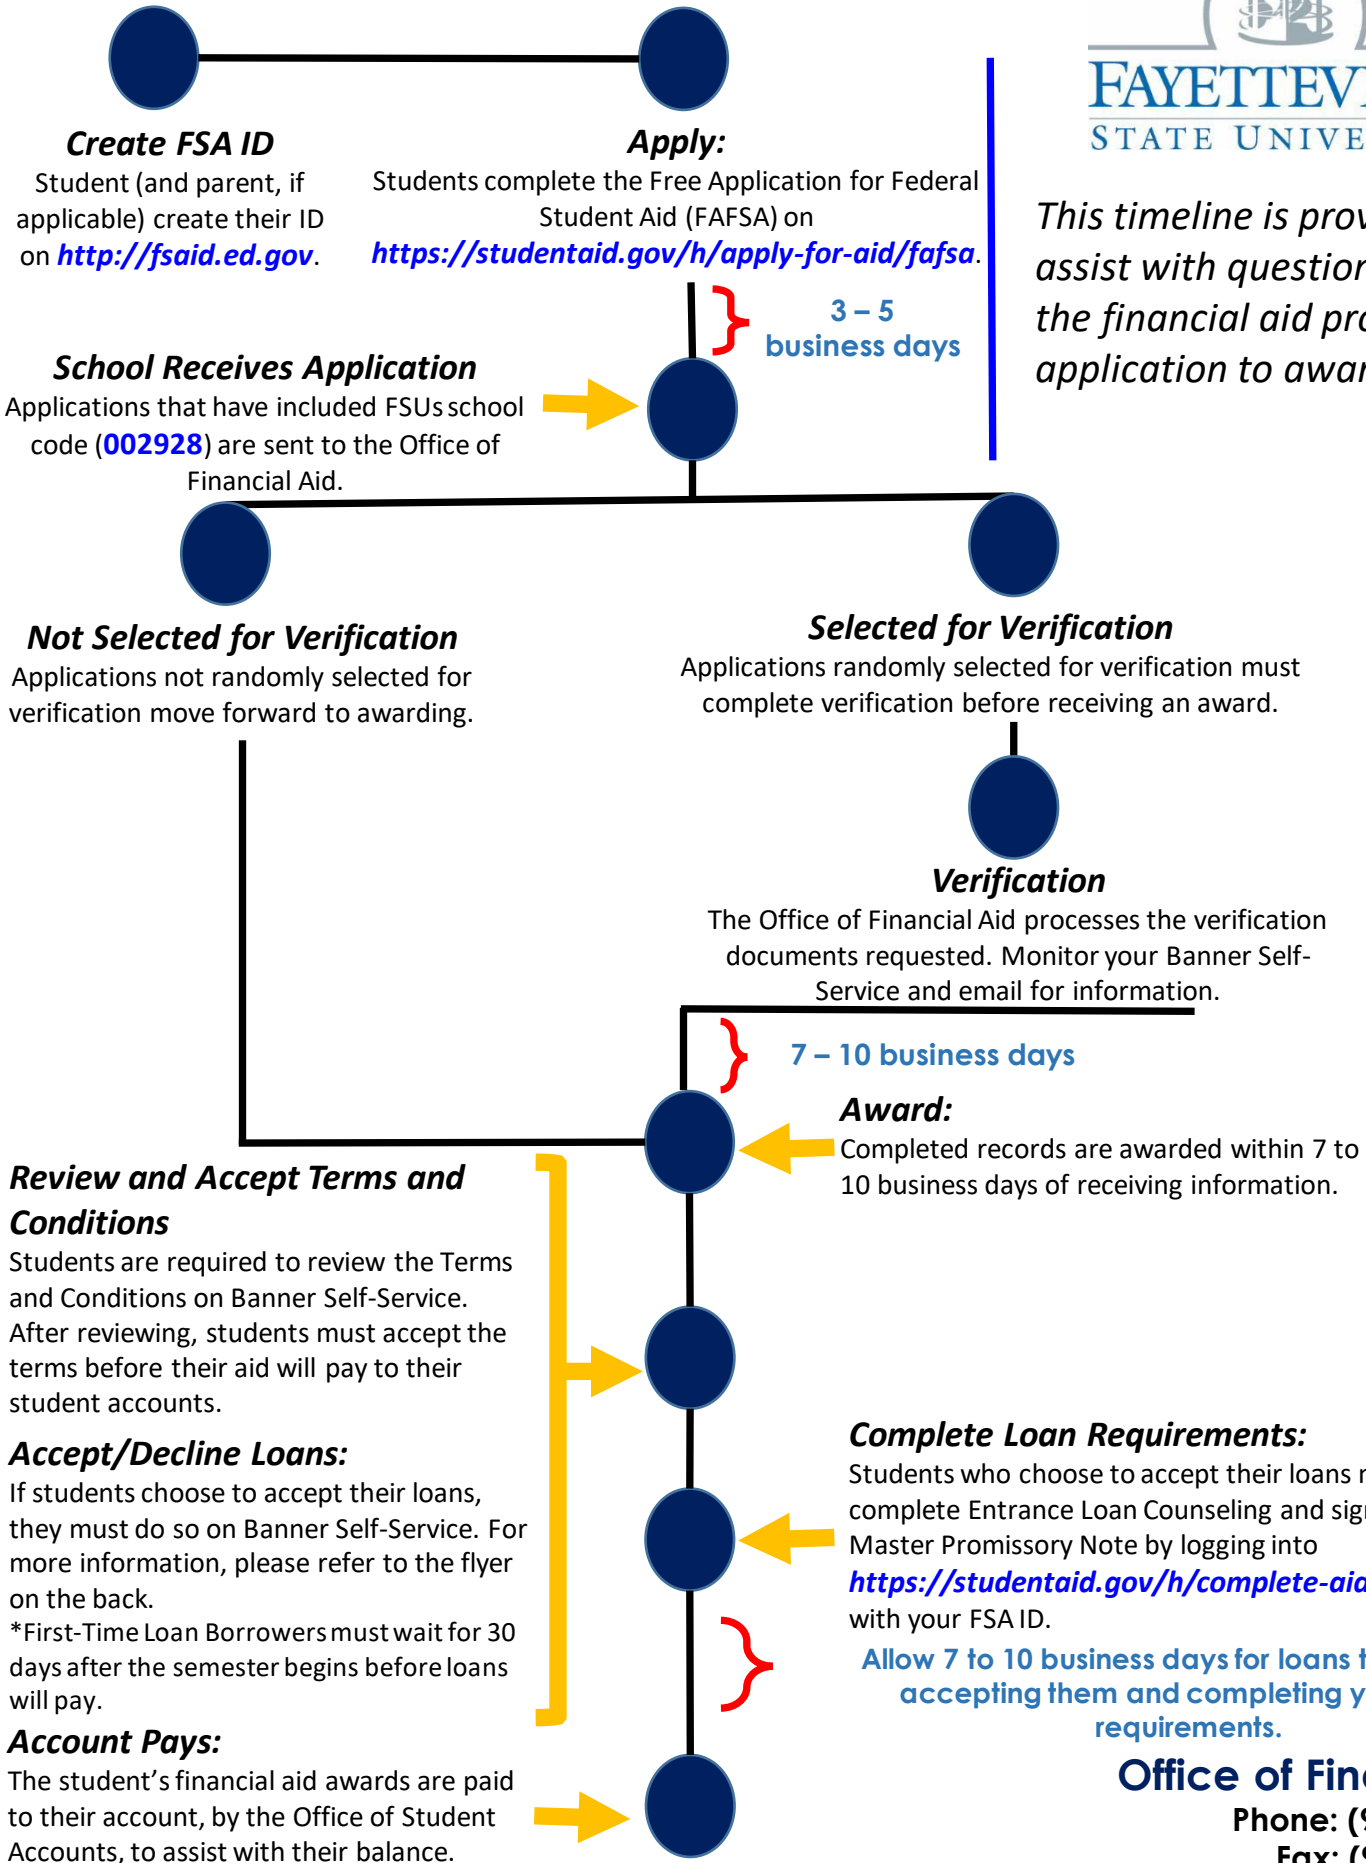 FAYETTEV
STATE UNIVE
Create FSA ID
Student (and parent, if
applicable) create their ID
on http://fsaid.ed.gov.
Apply:
Students complete the Free Application for Federal
Student Aid (FAFSA) on
https://studentaid.gov/h/apply-for-aid/fafsa.
This timeline is prov
assist with question
the financial aid pro
application to awar
3 – 5
business days
School Receives Application
Applications that have included FSUs school
code (002928) are sent to the Office of
Financial Aid.
Not Selected for Verification
Applications not randomly selected for
verification move forward to awarding.
Selected for Verification
Applications randomly selected for verification must
complete verification before receiving an award.
Verification
The Office of Financial Aid processes the verification
documents requested. Monitor your Banner Self-
Service and email for information.
7 – 10 business days
Award:
Completed records are awarded within 7 to
10 business days of receiving information.
Review and Accept Terms and
Conditions
Students are required to review the Terms
and Conditions on Banner Self-Service.
After reviewing, students must accept the
terms before their aid will pay to their
student accounts.
Accept/Decline Loans:
If students choose to accept their loans,
they must do so on Banner Self-Service. For
more information, please refer to the flyer
on the back.
*First-Time Loan Borrowers must wait for 30
days after the semester begins before loans
will pay.
Complete Loan Requirements:
Students who choose to accept their loans
complete Entrance Loan Counseling and sig
Master Promissory Note by logging into
https://studentaid.gov/h/complete-aid
with your FSA ID.
Allow 7 to 10 business days for loans t
accepting them and completing y
requirements.
Account Pays:
The student's financial aid awards are paid
to their account, by the Office of Student
Accounts, to assist with their balance.
Office of Fin
Phone: (9
Fax: (9